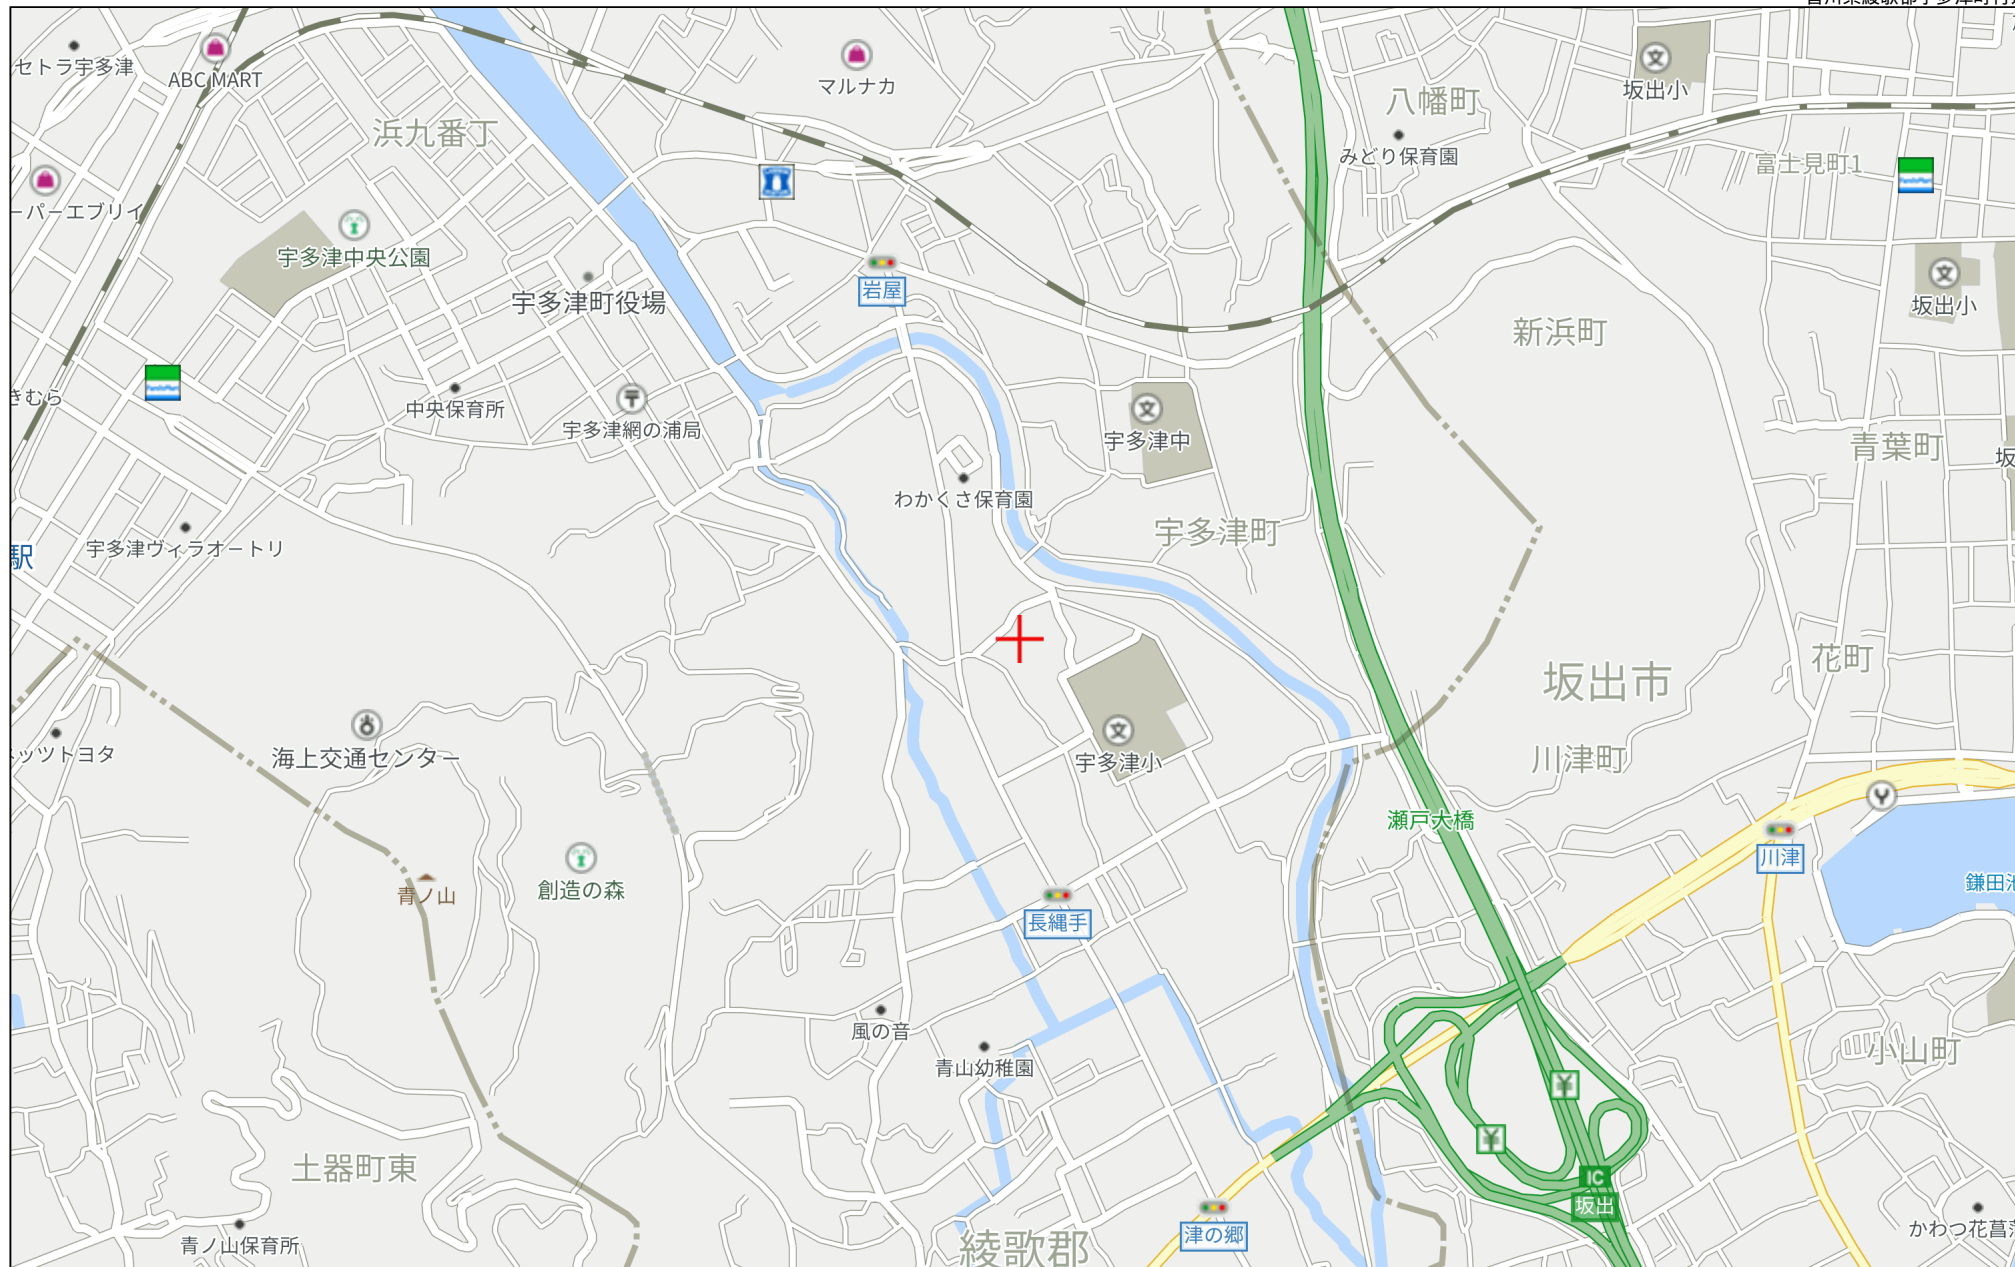 セトラ宇多津
ABC MART
マルナカ
八幡町
坂出小
浜九番丁
みどり保育園
富士見町1
ーパーエブリイ
宇多津中央公園
宇多津町役場
岩屋
坂出小
新浜町
きむら
中央保育所
宇多津網の浦局
宇多津中
青葉町
坂
わかくさ保育園
宇多津町
宇多津ヴィラオートリ
駅
坂出市
花町
ッツトヨタ
海上交通センター
宇多津小
川津町
瀬戸大橋
川津
青ノ山
創造の森
鎌田池
長縄手
風の音
青山幼稚園
小山町
土器町東
IC
坂出
津の郷
青ノ山保育所
綾歌郡
かわつ花菖